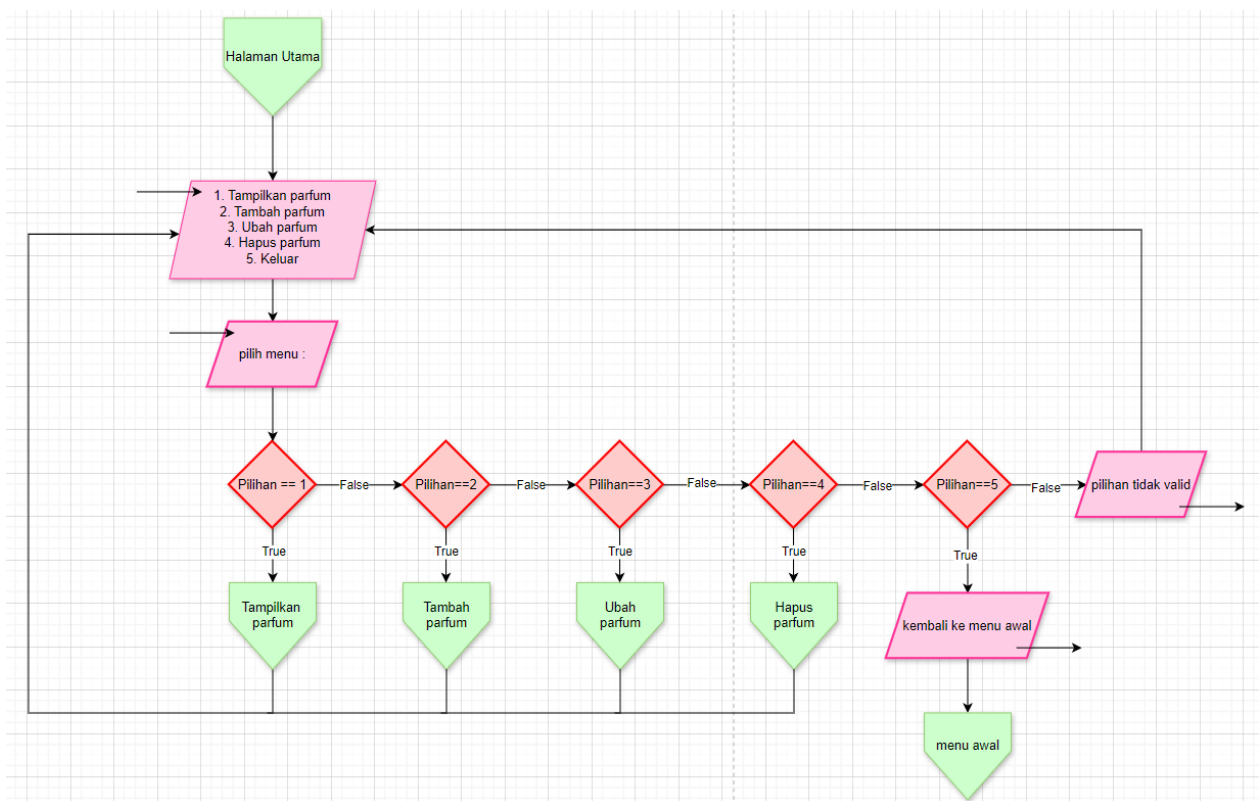 Halaman Utama
1. Tampilkan parfum
2. Tambah parfum
3. Ubah parfum
4. Hapus parfum
5. Keluar
pilih menu :
Pilihan == 1
False
Pilihan==2
False
Pilihan==3
False
Pilihan==4
False
Pilihan==5
False
pilihan tidak valid
True
True
True
True
True
Tampilkan
parfum
Tambah
parfum
Ubah
parfum
Hapus
parfum
kembali ke menu awal
menu awal